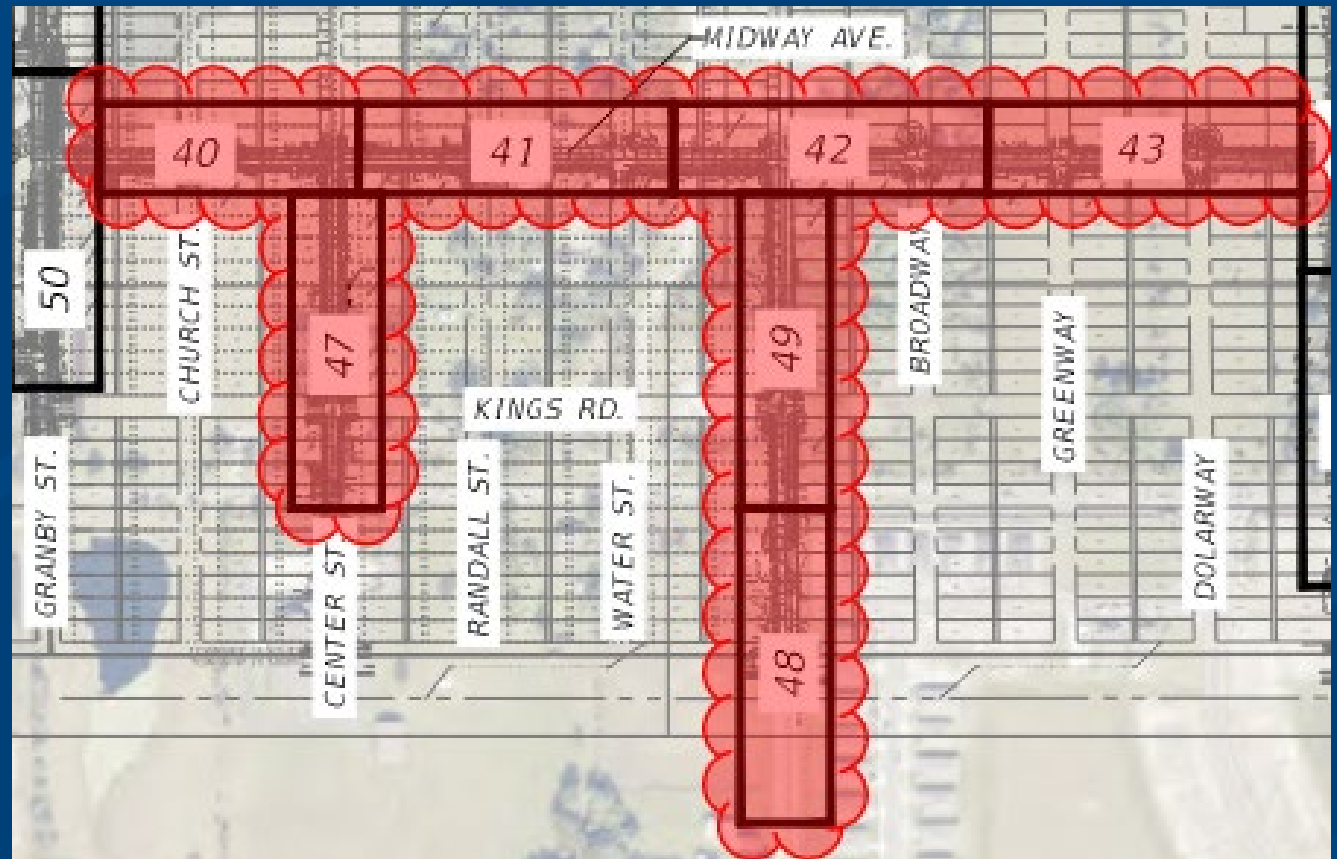 MIDWAY AVE.
40
41
42
43
50
CHURCH ST
47
49
BROADWAY
GREENWAY
KINGS RD.
GRANBY ST.
RANDALL ST.
WATER ST.
DOLARWAY
CENTER ST
48